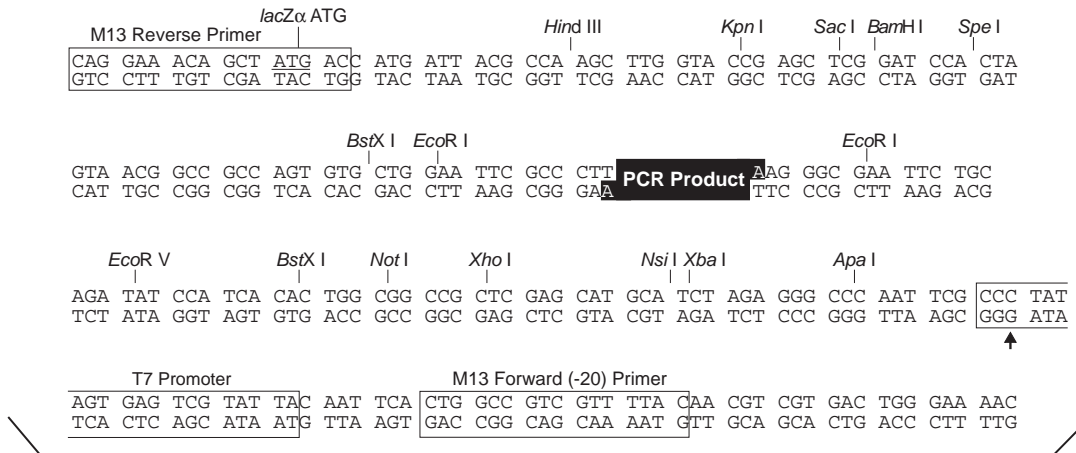 lacZα ATG
M13 Reverse Primer
Hind III Kpn I Sac I BamH I Spe I
CAG GAA ACA GCT ATG ACC ATG ATT ACG CCA AGC TTG GTA CCG AGC TCG GAT CCA CTA
GTC CTT TGT CGA TAC TGG TAC TAA TGC GGT TCG AAC CAT GGC TCG AGC CTA GGT GAT
BstX I EcoR I EcoR I
GTA ACG GCC GCC AGT GTG CTG GAA TTC GCC CTT PCR Product AAG GGC GAA TTC TGC
CAT TGC CGG CGG TCA CAC GAC CTT AAG CGG GAA TTC CCG CTT AAG ACG
EcoR V BstX I Not I Xho I Nsi I Xba I Apa I
AGA TAT CCA TCA CAC TGG CGG CCG CTC GAG CAT GCA TCT AGA GGG CCC AAT TCG CCC TAT
TCT ATA GGT AGT GTG ACC GCC GGC GAG CTC GTA CGT AGA TCT CCC GGG TTA AGC GGG ATA
T7 Promoter M13 Forward (-20) Primer
AGT GAG TCG TAT TAC AAT TCA CTG GCC GTC GTT TTA CAA CGT CGT GAC TGG GAA AAC
TCA CTC AGC ATA ATG TTA AGT GAC CGG CAG CAA AAT GTT GCA GCA CTG ACC CTT TTG